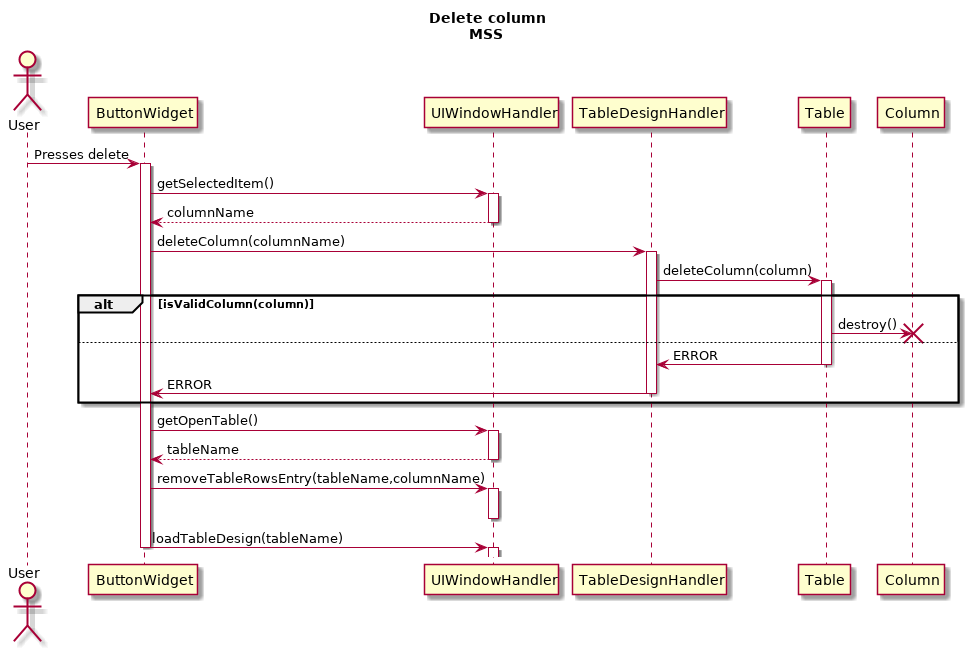 Delete column
MSS
User
ButtonWidget
UIWindowHandler
TableDesignHandler
Table
Column
Presses delete
getSelectedItem()
columnName
deleteColumn(columnName)
deleteColumn(column)
alt
[isValidColumn(column)]
destroy()
ERROR
ERROR
getOpenTable()
tableName
removeTableRowsEntry(tableName,columnName)
loadTableDesign(tableName)
User
ButtonWidget
UIWindowHandler
TableDesignHandler
Table
Column